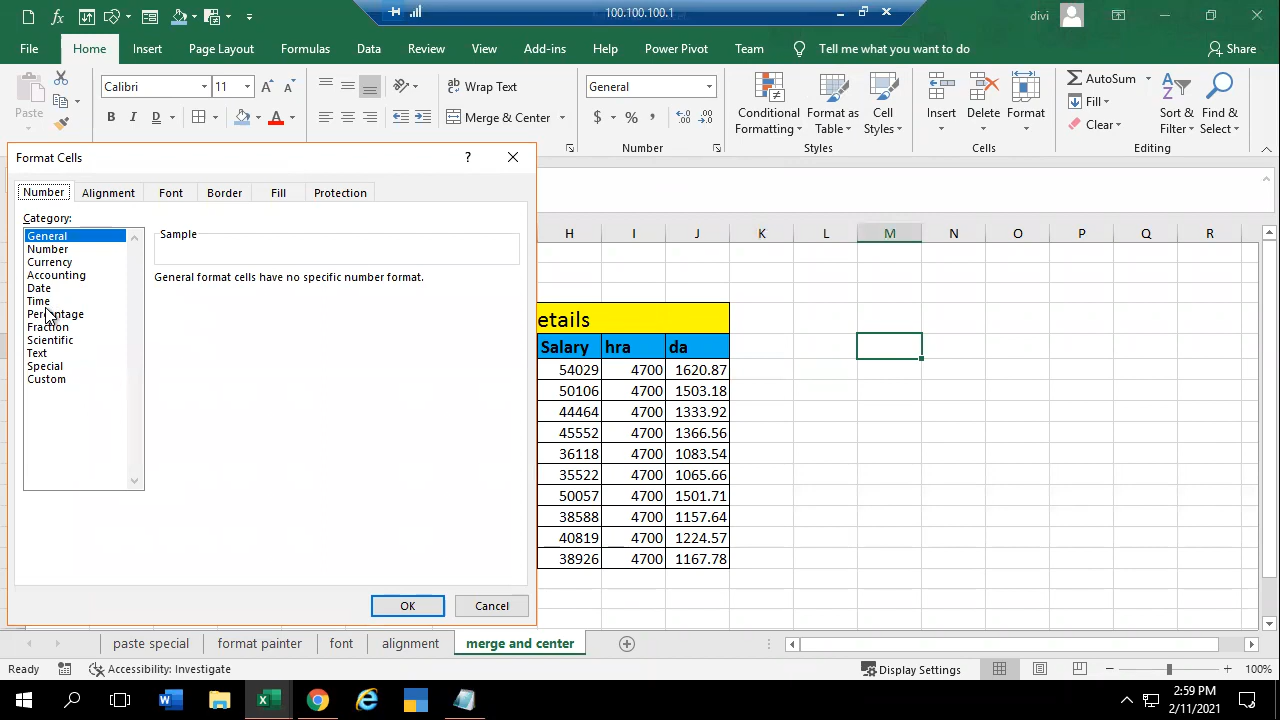 100.100.100.1
divi
File Home Insert Page Layout Formulas Data Review View Add-ins Help Power Pivot Team Tell me what you want to do Share
Paste
Calibri 11
B I D A
Wrap Text
Merge & Center
General
$ % ,
Number
Conditional Formatting
Format as Table
Cell Styles
Styles
Insert
Delete
Format
Cells
AutoSum
Fill
Clear
Sort & Filter
Find & Select
Editing
Format Cells
?
Number Alignment Font Border Fill Protection
Category:
General
Number
Currency
Accounting
Date
Time
Percentage
Fraction
Scientific
Text
Special
Custom
Sample
General format cells have no specific number format.
OK Cancel
H I J K L M N O P Q R
etails
Salary hra da
54029 4700 1620.87
50106 4700 1503.18
44464 4700 1333.92
45552 4700 1366.56
36118 4700 1083.54
35522 4700 1065.66
50057 4700 1501.71
38588 4700 1157.64
40819 4700 1224.57
38926 4700 1167.78
paste special format painter font alignment merge and center
Ready Accessibility: Investigate Display Settings 100%
2:59 PM
2/11/2021